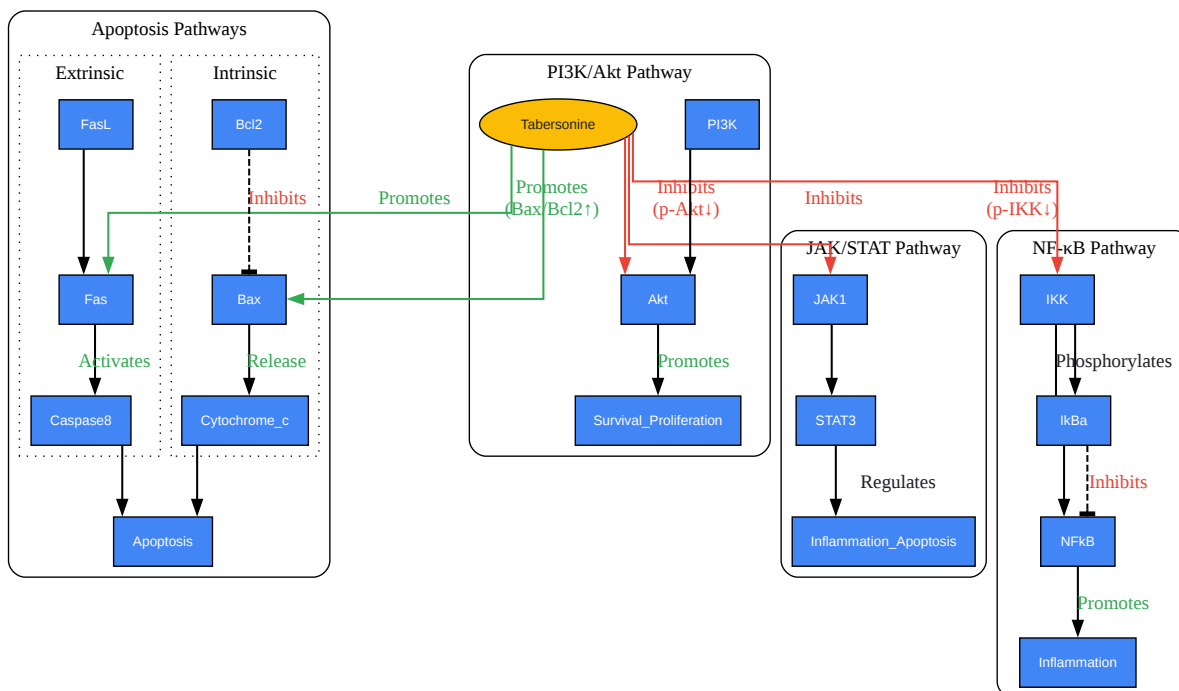 Apoptosis Pathways
Extrinsic
Intrinsic
PI3K/Akt Pathway
FasL
Bcl2
Tabersonine
PI3K
Inhibits
Promotes
Promotes
(Bax/Bcl2↑)
Inhibits
(p-Akt↓)
Inhibits
Inhibits
(p-IKK↓)
JAK/STAT Pathway
NF-κB Pathway
Fas
Bax
Akt
JAK1
IKK
Activates
Release
Promotes
Phosphorylates
Caspase8
Cytochrome_c
Survival_Proliferation
STAT3
IkBa
Regulates
Inhibits
Apoptosis
Inflammation_Apoptosis
NFkB
Promotes
Inflammation